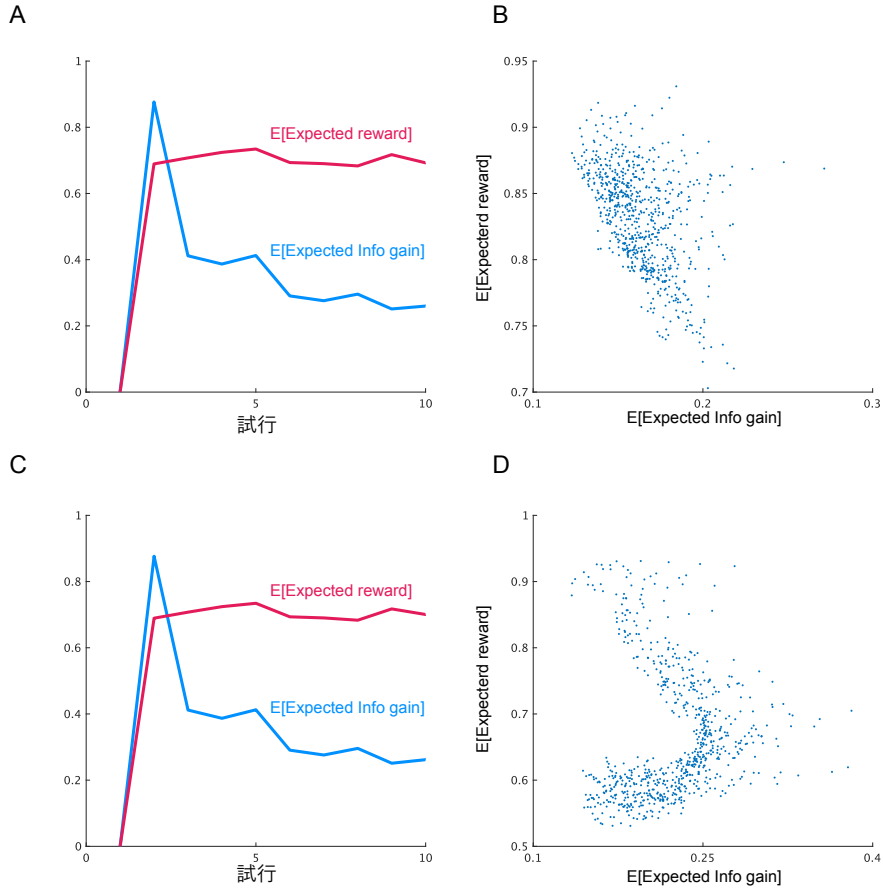 A
1
0.8
0.6
0.4
0.2
0
0
5
10
試行
E[Expected reward]
E[Expected Info gain]
B
0.95
0.9
0.85
0.8
0.75
0.7
0.1
0.2
0.3
E[Expecterd reward]
E[Expected Info gain]
C
1
0.8
0.6
0.4
0.2
0
0
5
10
試行
E[Expected reward]
E[Expected Info gain]
D
1
0.9
0.8
0.7
0.6
0.5
0.1
0.25
0.4
E[Expecterd reward]
E[Expected Info gain]